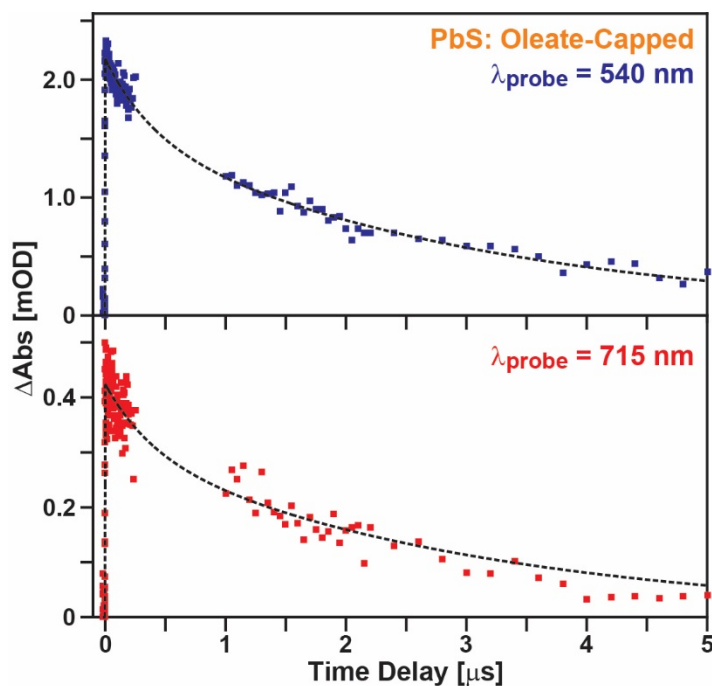 PbS: Oleate-Capped
λprobe = 540 nm
2.0
1.0
0
ΔAbs [mOD]
λprobe = 715 nm
0.4
0.2
0
0 1 2 3 4 5
Time Delay [μs]